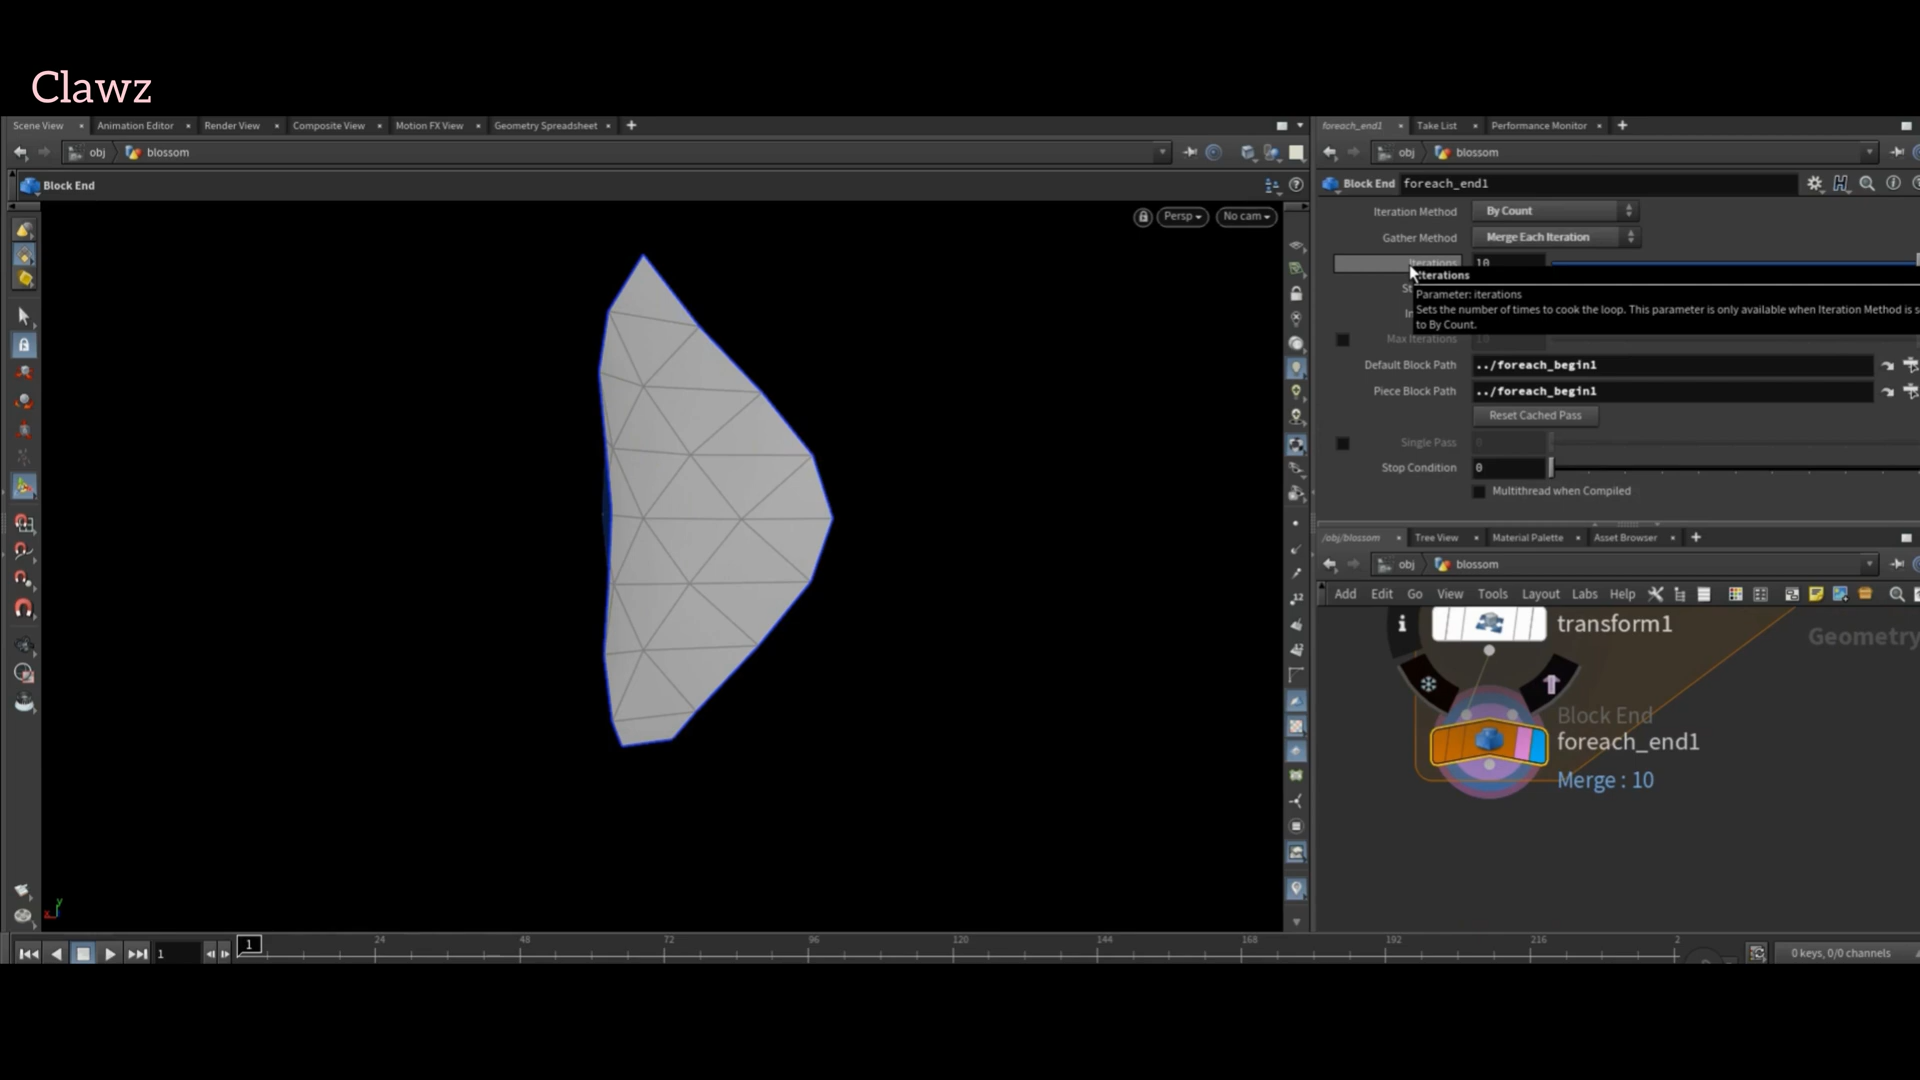 Clawz
Scene View Animation Editor Render View Composite View Motion FX View Geometry Spreadsheet
obj blossom
Block End
Persp No cam
foreach_end1 Take List Performance Monitor
obj blossom
Block End foreach_end1
Iteration Method By Count
Gather Method Merge Each Iteration
Iterations 10
Iterations
Parameter: iterations
Sets the number of times to cook the loop. This parameter is only available when Iteration Method is s
to By Count.
Max Iterations 10
Default Block Path ../foreach_begin1
Piece Block Path ../foreach_begin1
Reset Cached Pass
Single Pass 0
Stop Condition 0
Multithread when Compiled
/obj/blossom Tree View Material Palette Asset Browser
obj blossom
Add Edit Go View Tools Layout Labs Help
transform1
Geometry
Block End
foreach_end1
Merge : 10
y
x
1 1 24 48 72 96 120 144 168 192 216 2
0 keys, 0/0 channels